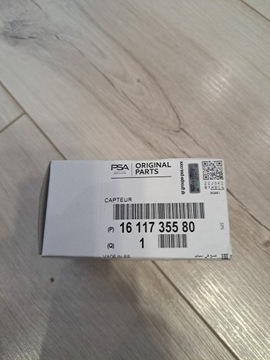 PSA
ORIGINAL
PARTS
CAPTEUR
(P) 16 117 355 80
(Q) 1